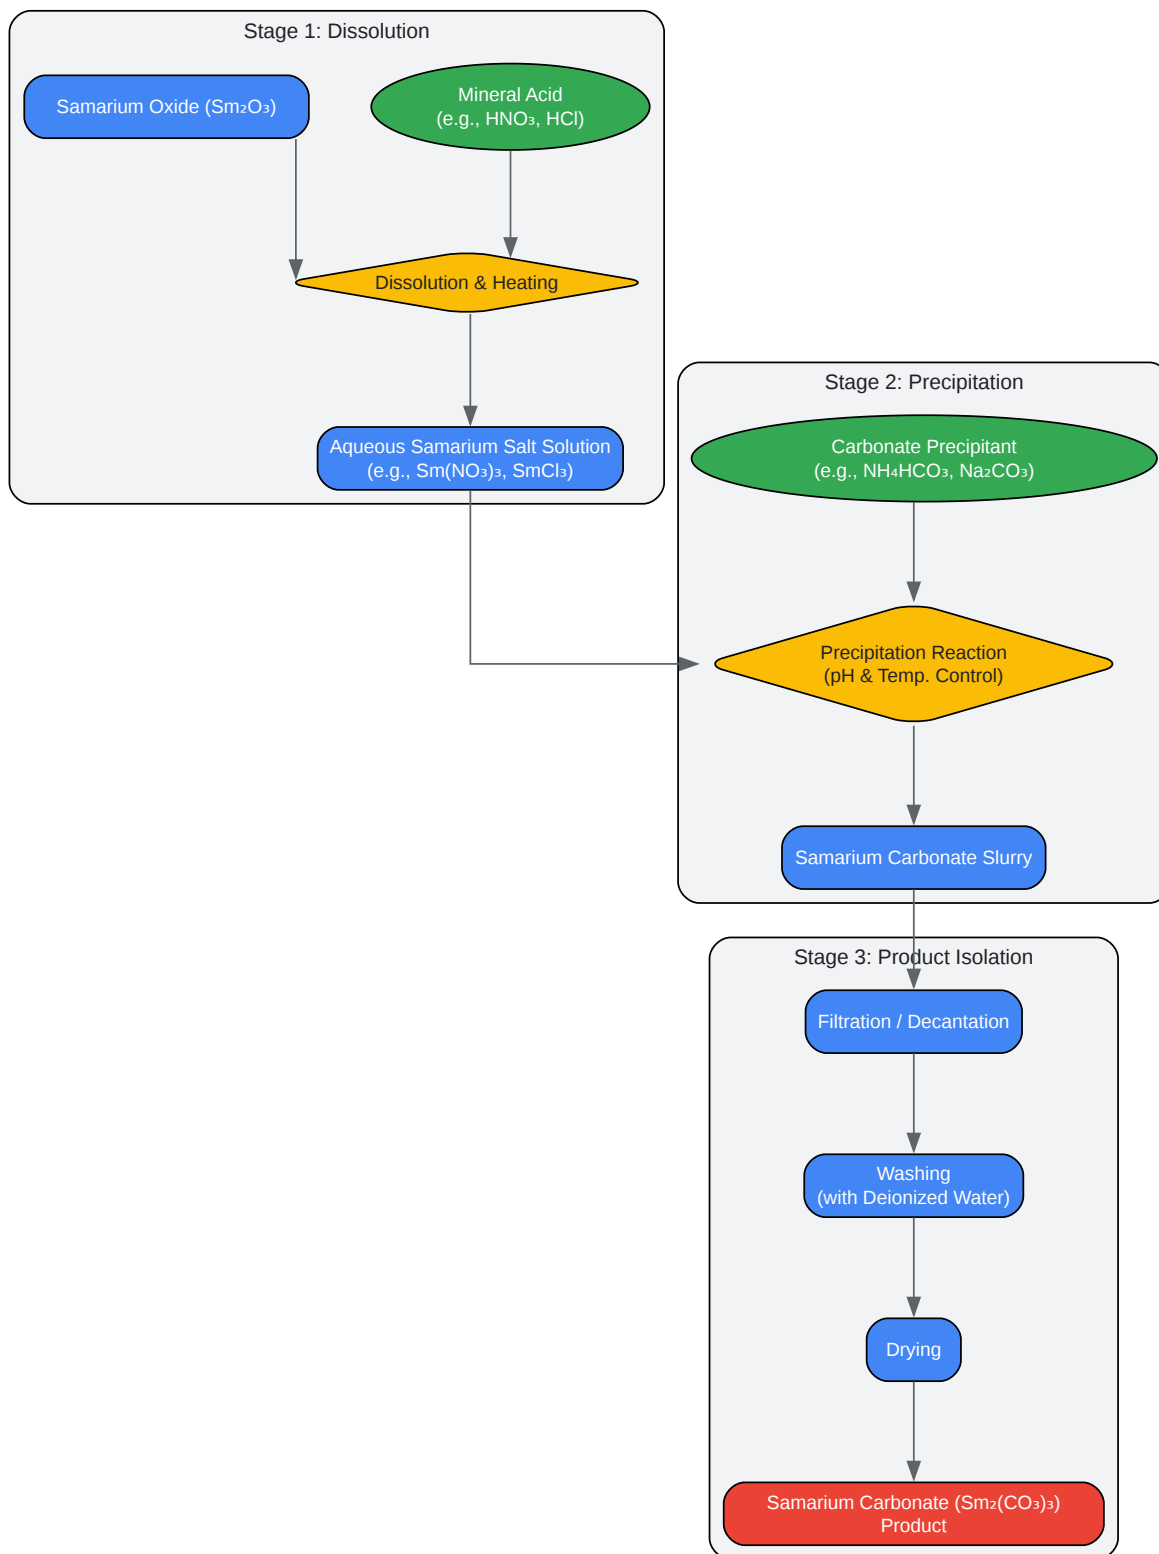 Stage 1: Dissolution
Samarium Oxide (Sm₂O₃)
Mineral Acid
(e.g., HNO₃, HCl)
Dissolution & Heating
Aqueous Samarium Salt Solution
(e.g., Sm(NO₃)₃, SmCl₃)
Stage 2: Precipitation
Carbonate Precipitant
(e.g., NH₄HCO₃, Na₂CO₃)
Precipitation Reaction
(pH & Temp. Control)
Samarium Carbonate Slurry
Stage 3: Product Isolation
Filtration / Decantation
Washing
(with Deionized Water)
Drying
Samarium Carbonate (Sm₂(CO₃)₃)
Product